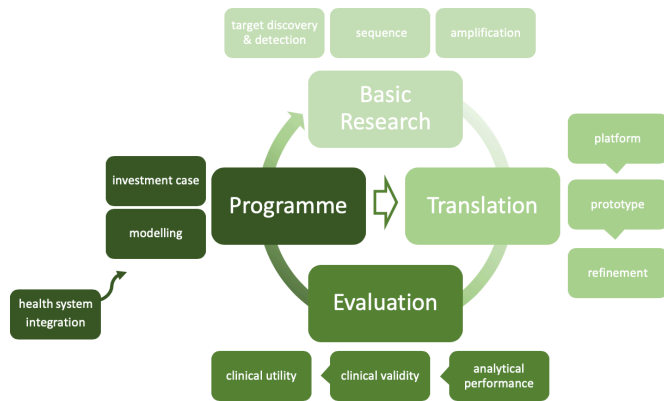 target discovery
& detection
sequence
amplification
Basic
Research
platform
investment case
Programme
Translation
prototype
modelling
refinement
health system
integration
Evaluation
clinical utility
clinical validity
analytical
performance